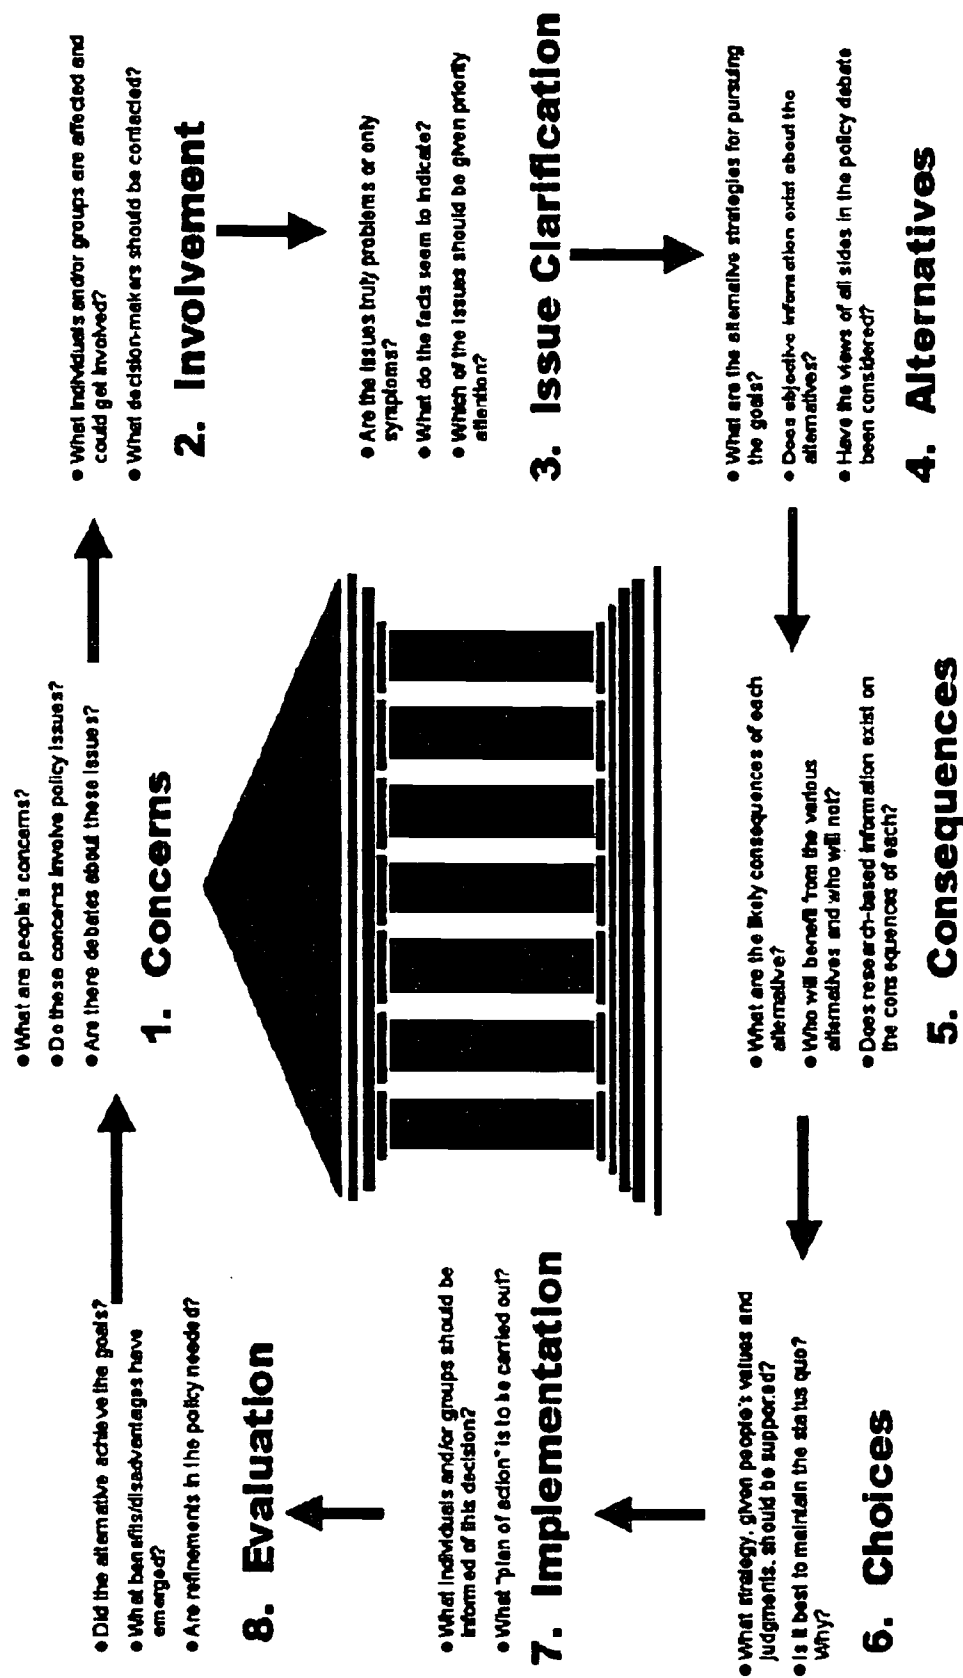 ● What are people's concerns?
● Do these concerns involve policy issues?
● Are there debates about these issues?
1. Concerns
● What individuals and/or groups are affected and
could get involved?
● What decision-makers should be contacted?
2. Involvement
● Are the issues truly problems or only
symptoms?
● What do the facts seem to indicate?
● Which of the issues should be given priority
attention?
3. Issue Clarification
● What are the alternative strategies for pursuing
the goals?
● Does objective information exist about the
alternatives?
● Have the views of all sides in the policy debate
been considered?
4. Alternatives
● What are the likely consequences of each
alternative?
● Who will benefit from the various
alternatives and who will not?
● Does research-based information exist on
the consequences of each?
5. Consequences
● What strategy, given people's values and
judgments, should be supported?
● Is it best to maintain the status quo?
Why?
6. Choices
● What individuals and/or groups should be
informed of this decision?
● What "plan of action" is to be carried out?
7. Implementation
● Did the alternative achieve the goals?
● What benefits/disadvantages have
emerged?
● Are refinements in the policy needed?
8. Evaluation